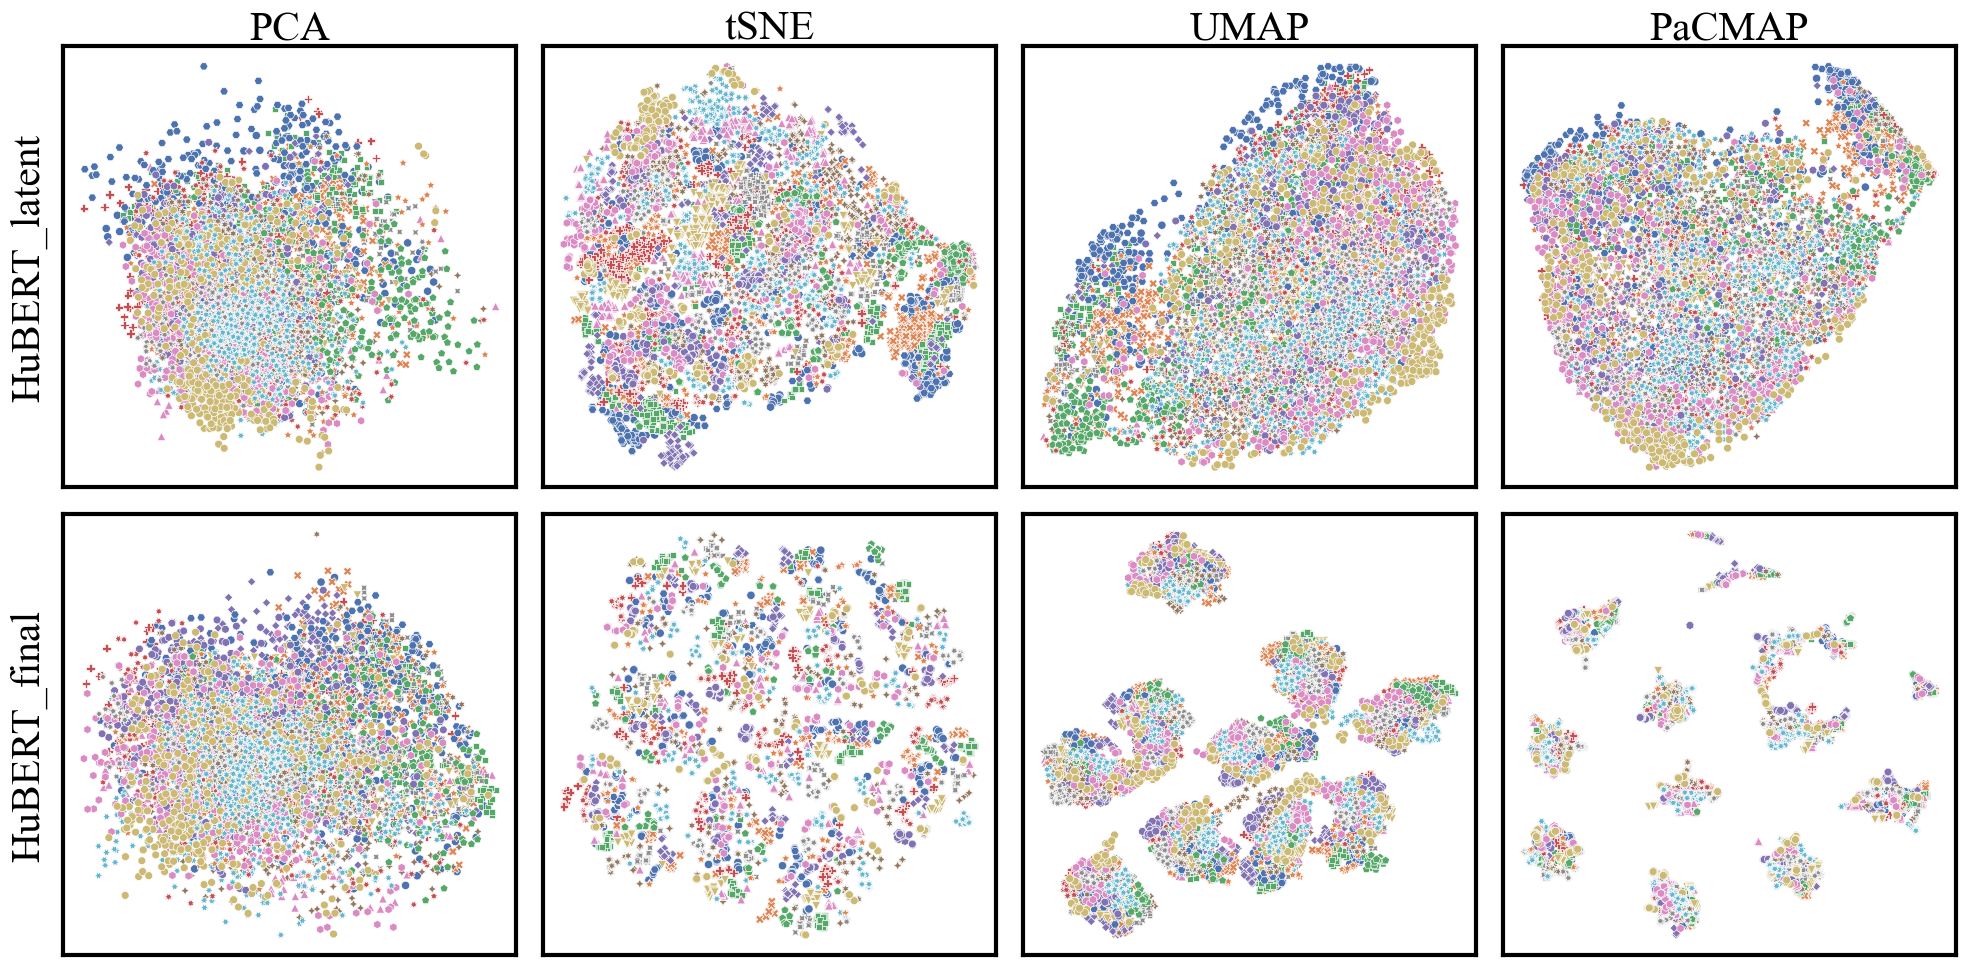 PCA
tSNE
UMAP
PaCMAP
HuBERT_latent
HuBERT_final